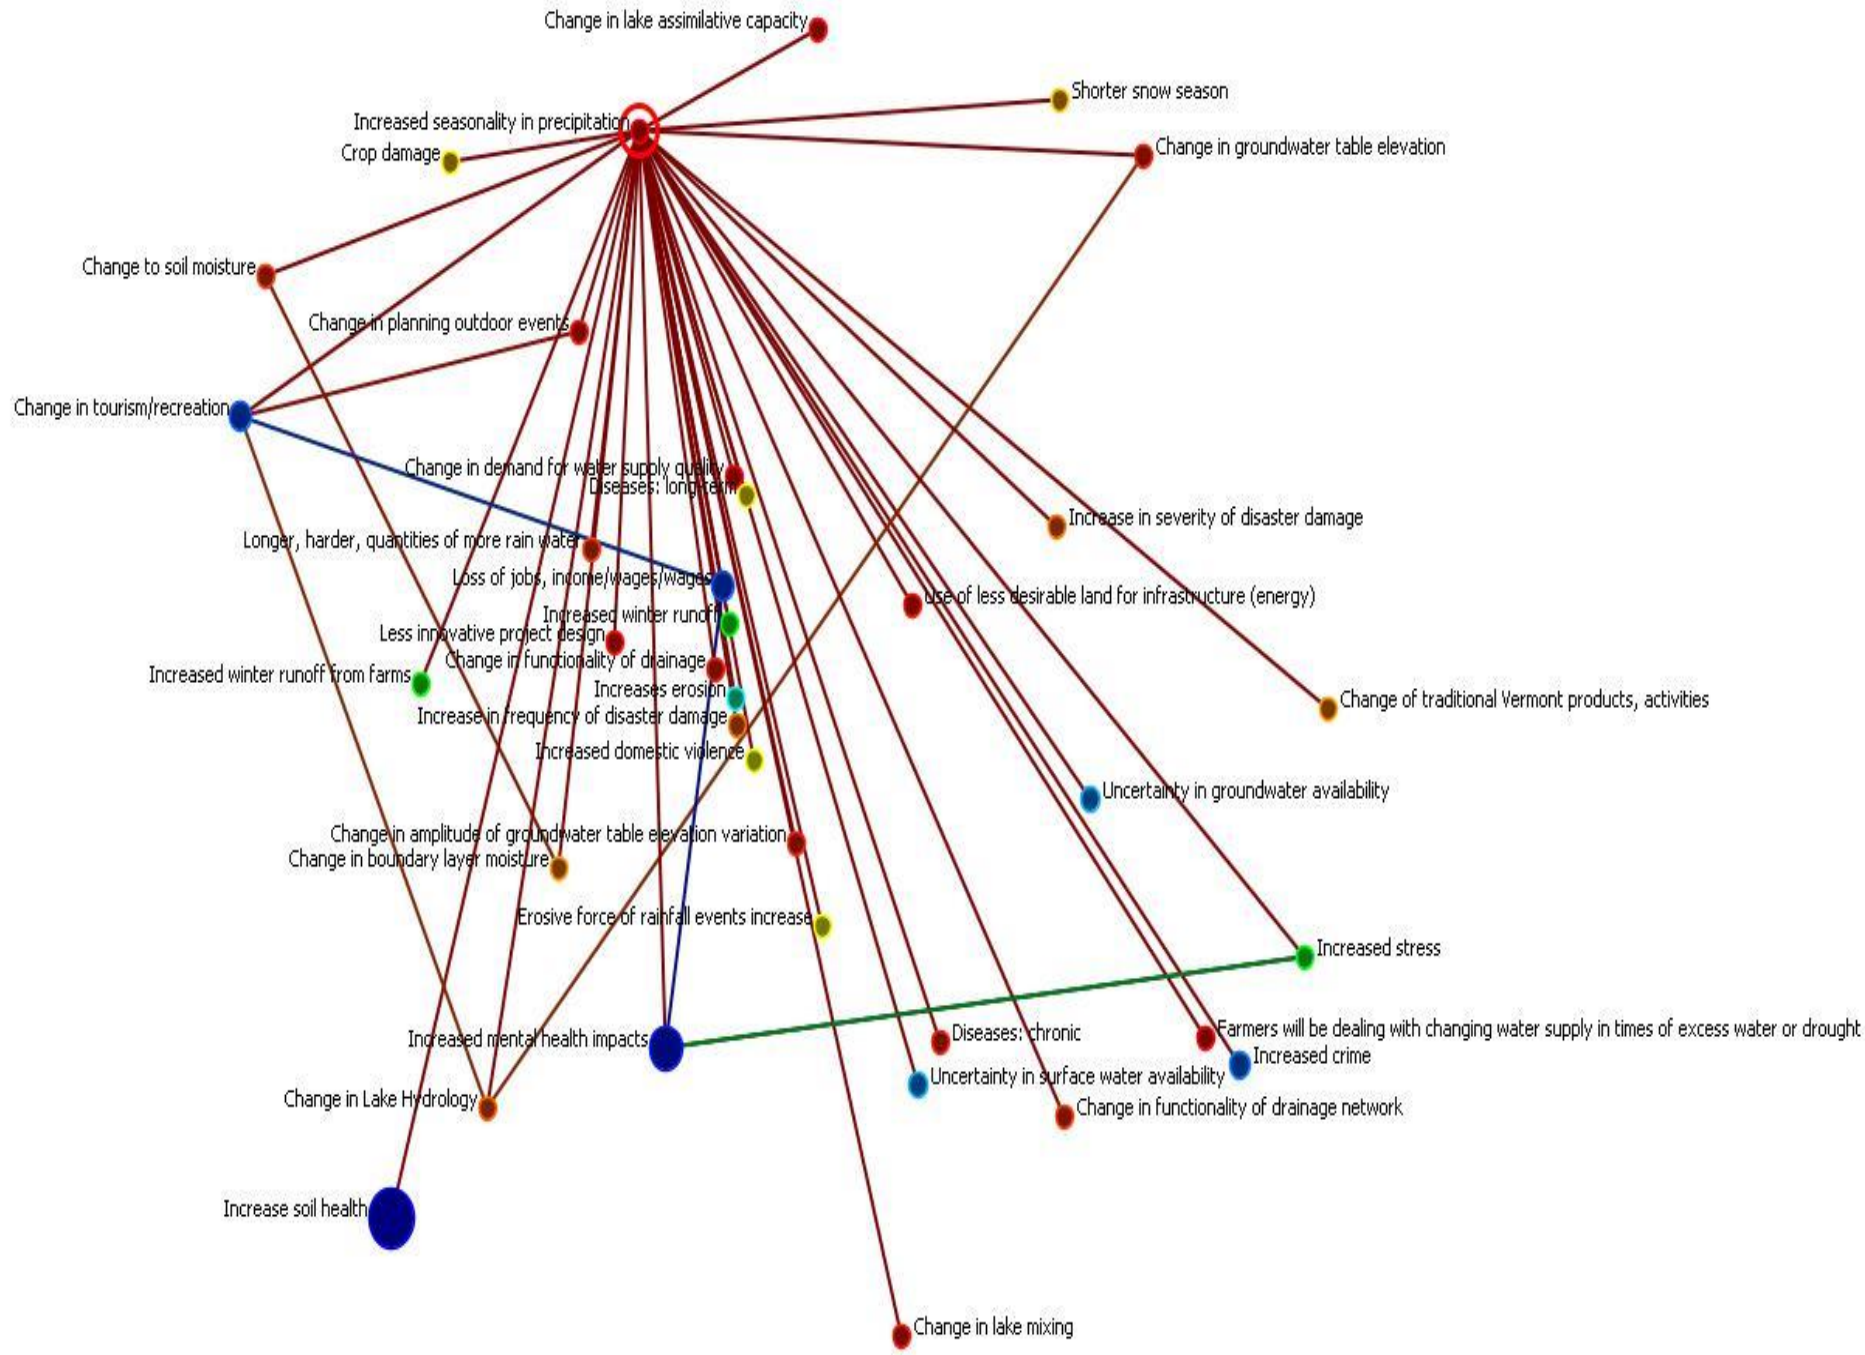 Change in lake assimilative capacity
Shorter snow season
Increased seasonality in precipitation
Change in groundwater table elevation
Crop damage
Change to soil moisture
Change in planning outdoor events
Change in tourism/recreation
Change in demand for water supply quality
Diseases: long-term
Increase in severity of disaster damage
Longer, harder, quantities of more rain water
Loss of jobs, income/wages/wages
Use of less desirable land for infrastructure (energy)
Increased winter runoff
Less innovative project design
Change in functionality of drainage
Increased winter runoff from farms
Increases erosion
Change of traditional Vermont products, activities
Increase in frequency of disaster damage
Increased domestic violence
Uncertainty in groundwater availability
Change in amplitude of groundwater table elevation variation
Change in boundary layer moisture
Erosive force of rainfall events increase
Increased stress
Increased mental health impacts
Diseases: chronic
Farmers will be dealing with changing water supply in times of excess water or drought
Increased crime
Uncertainty in surface water availability
Change in Lake Hydrology
Change in functionality of drainage network
Increase soil health
Change in lake mixing